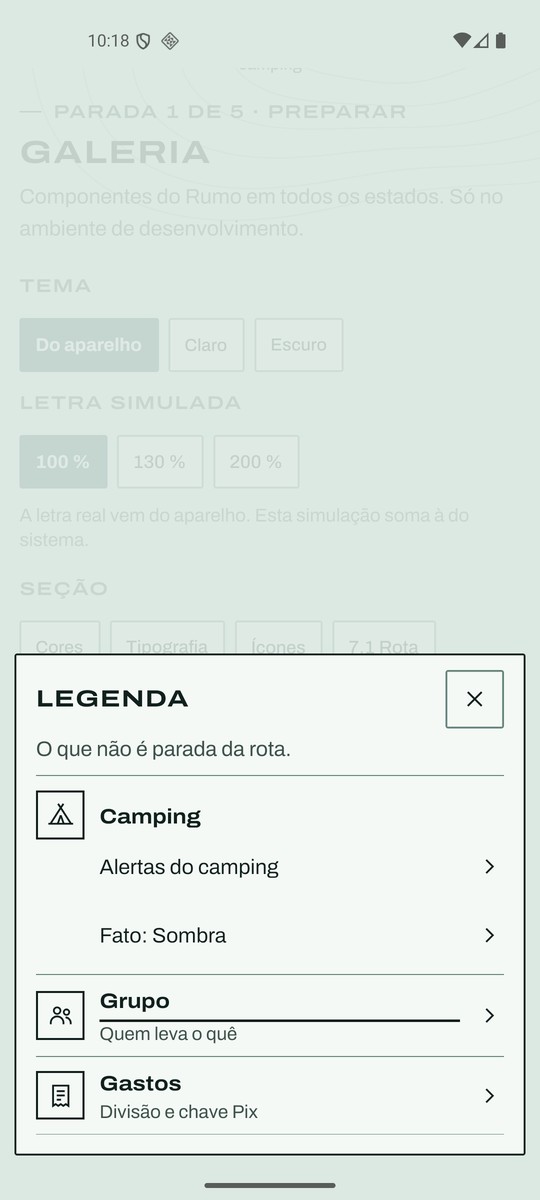 10:18
— PARADA 1 DE 5 · PREPARAR
GALERIA
Componentes do Rumo em todos os estados. Só no
ambiente de desenvolvimento.
TEMA
Do aparelho
Claro
Escuro
LETRA SIMULADA
100 %
130 %
200 %
A letra real vem do aparelho. Esta simulação soma à do
sistema.
SEÇÃO
Cores
Tipografia
Ícones
7.1 Rota
LEGENDA
O que não é parada da rota.
Camping
Alertas do camping
Fato: Sombra
Grupo
Quem leva o quê
Gastos
Divisão e chave Pix